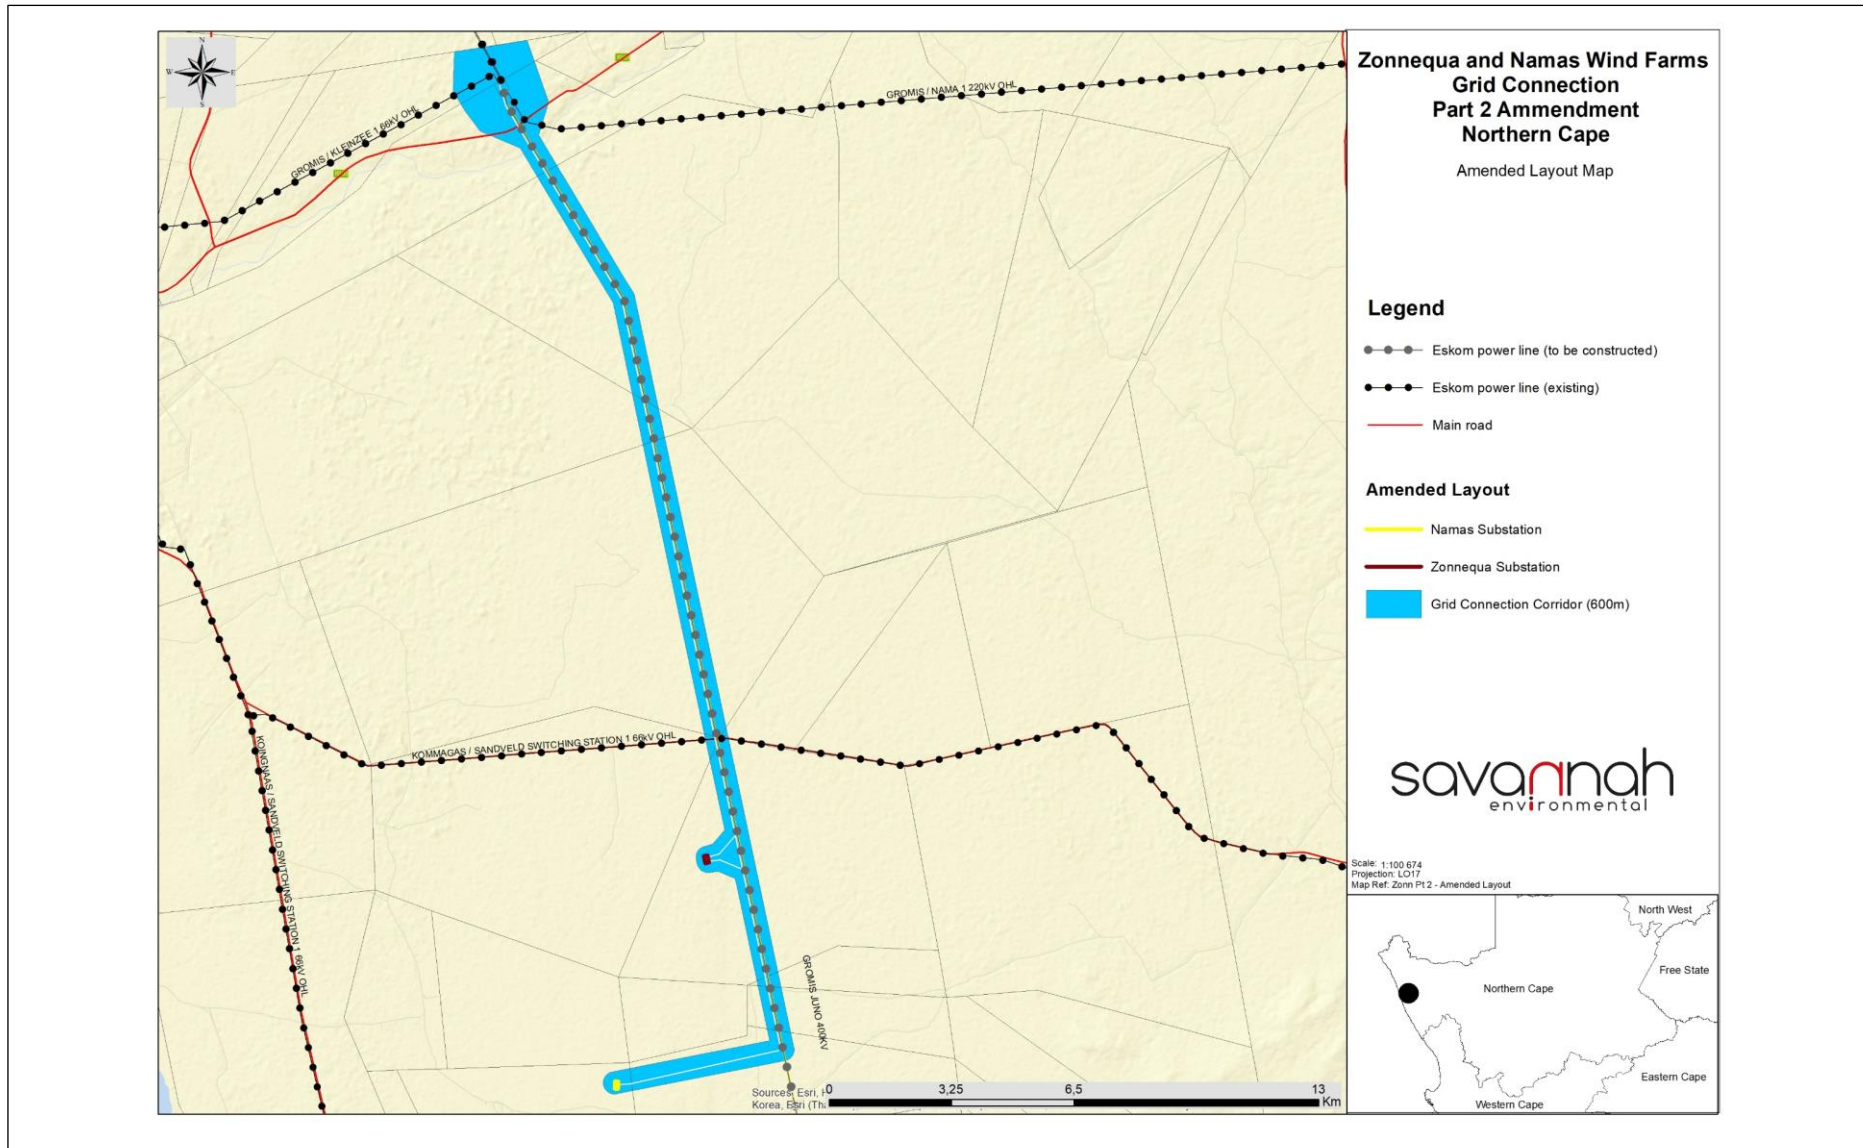 N
W
E
S
GROMIS / KLEINZEE 1 66kV OHL
GROMIS / NAMA 1 220kV OHL
KOMMAGAS / SANDVELD SWITCHING STATION 1 66kV OHL
KOINGNAAS / SANDVELD SWITCHING STATION 1 66kV OHL
GROMIS JUNO 400KV
Sources: Esri,
Korea, Esri
0
3,25
6,5
13
Km
Zonnequa and Namas Wind Farms
Grid Connection
Part 2 Ammendment
Northern Cape
Amended Layout Map
Legend
Eskom power line (to be constructed)
Eskom power line (existing)
Main road
Amended Layout
Namas Substation
Zonnequa Substation
Grid Connection Corridor (600m)
savannah
environmental
Scale: 1:100 674
Projection: LO17
Map Ref: Zonn Pt 2 - Amended Layout
North West
Free State
Northern Cape
Eastern Cape
Western Cape